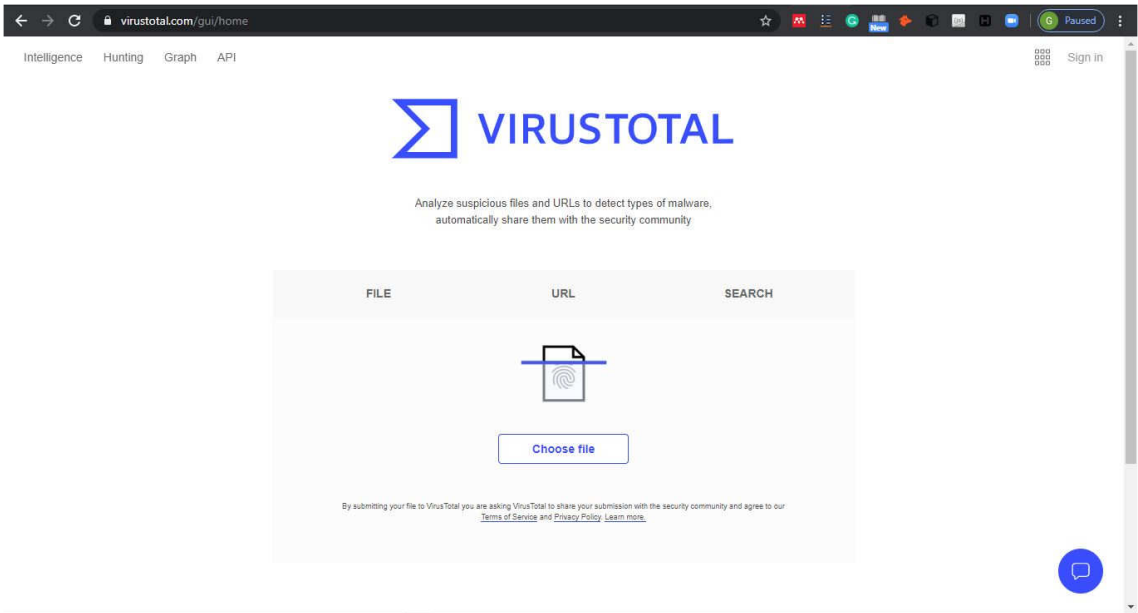 virustotal.com/gui/home
New
G Paused
Intelligence Hunting Graph API
Sign in
VIRUSTOTAL
Analyze suspicious files and URLs to detect types of malware,
automatically share them with the security community
FILE URL SEARCH
Choose file
By submitting your file to VirusTotal you are asking VirusTotal to share your submission with the security community and agree to our
Terms of Service and Privacy Policy. Learn more.